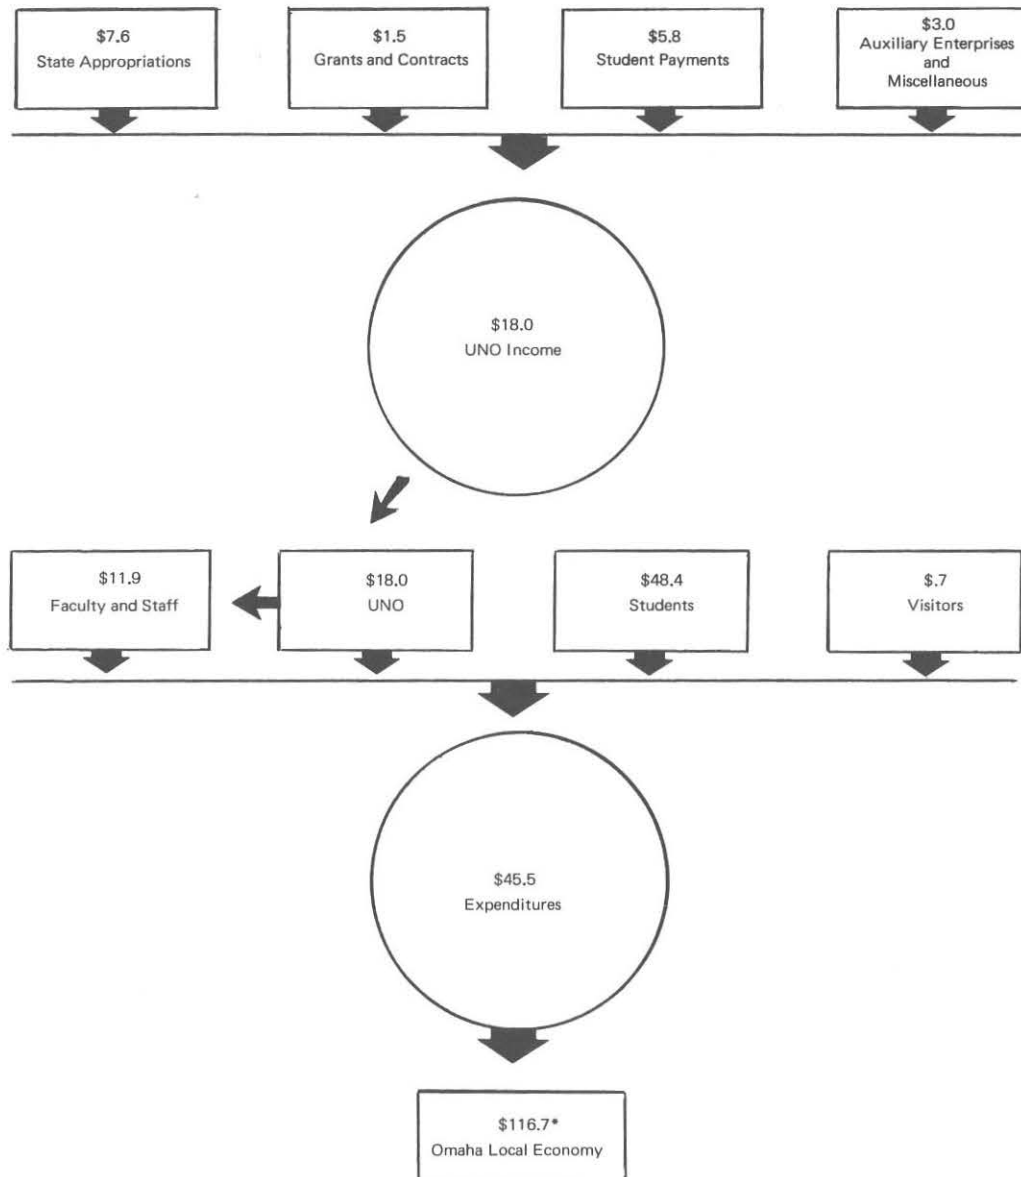 $7.6
State Appropriations
$1.5
Grants and Contracts
$5.8
Student Payments
$3.0
Auxiliary Enterprises
and
Miscellaneous
$18.0
UNO Income
$11.9
Faculty and Staff
$18.0
UNO
$48.4
Students
$.7
Visitors
$45.5
Expenditures
$116.7*
Omaha Local Economy